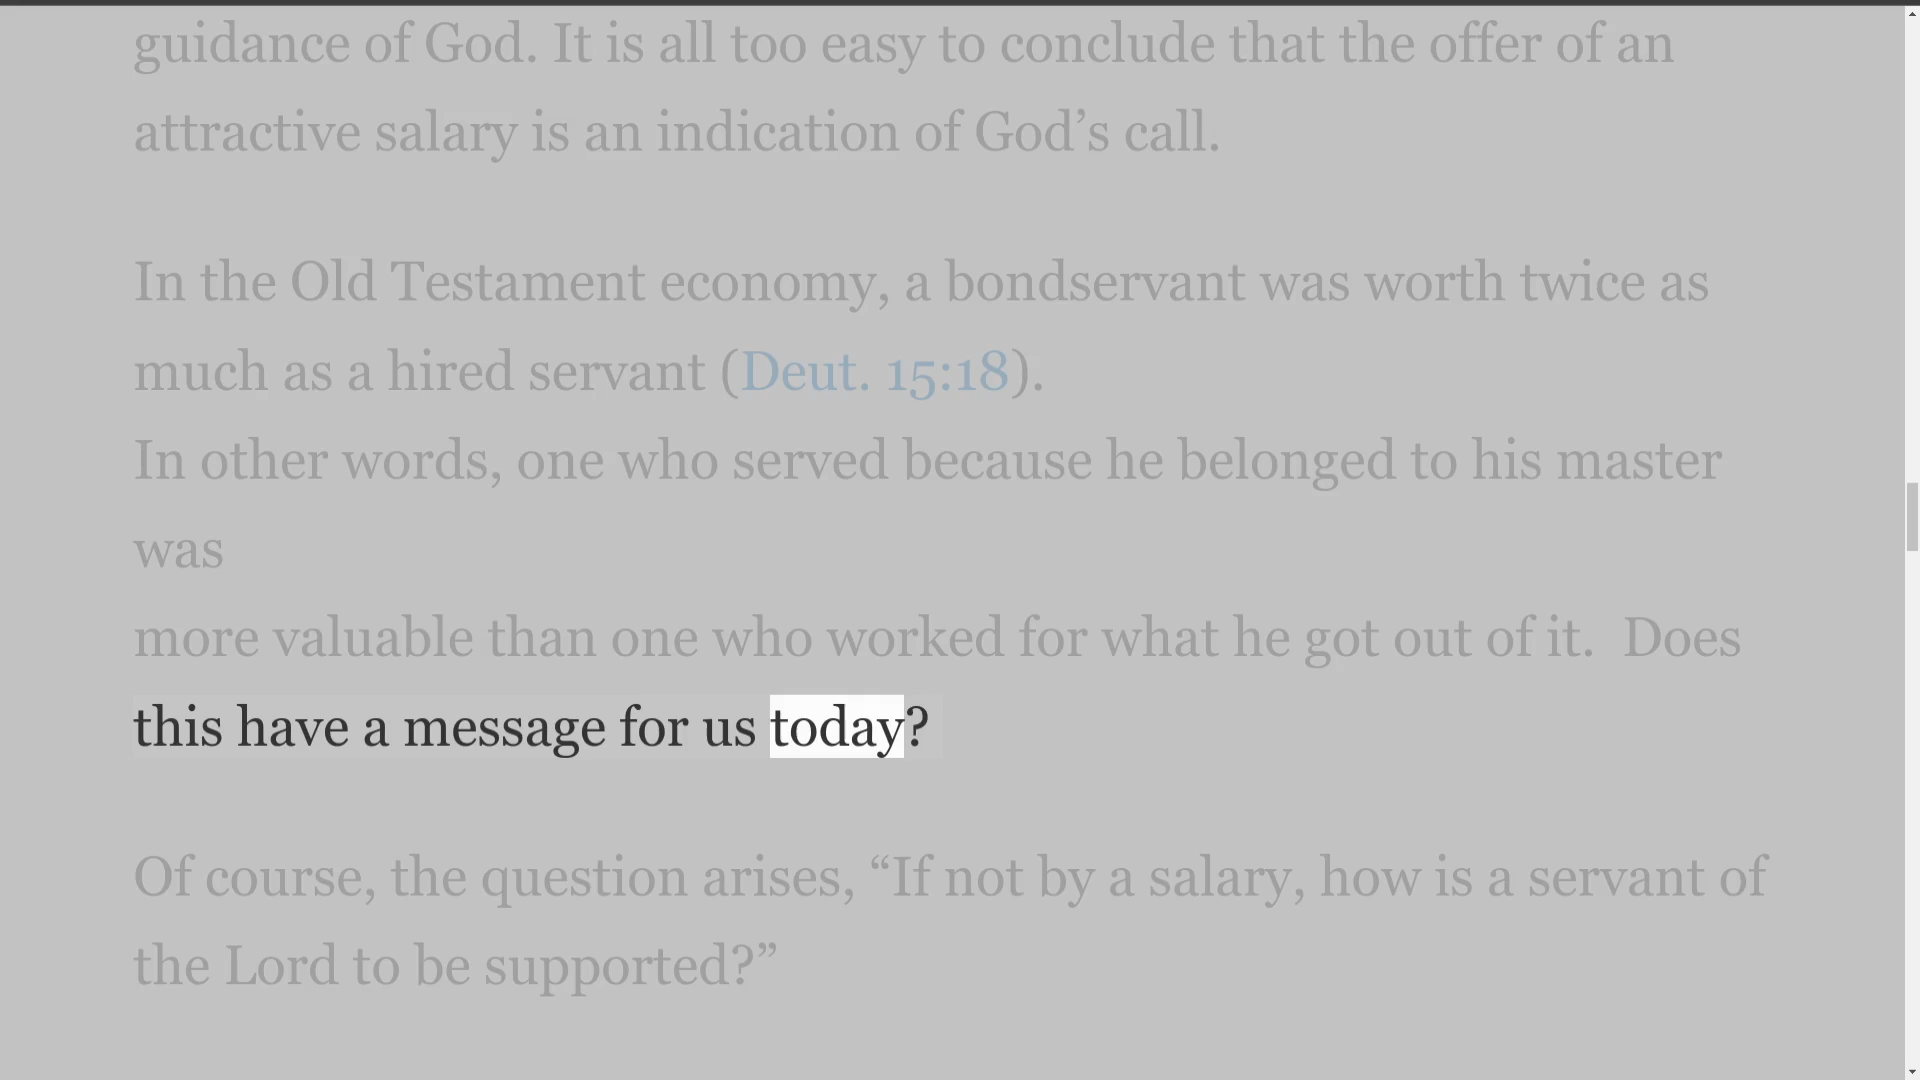 guidance of God. It is all too easy to conclude that the offer of an
attractive salary is an indication of God’s call.
In the Old Testament economy, a bondservant was worth twice as
much as a hired servant (Deut. 15:18).
In other words, one who served because he belonged to his master
was
more valuable than one who worked for what he got out of it.  Does
this have a message for us today?
Of course, the question arises, “If not by a salary, how is a servant of
the Lord to be supported?”